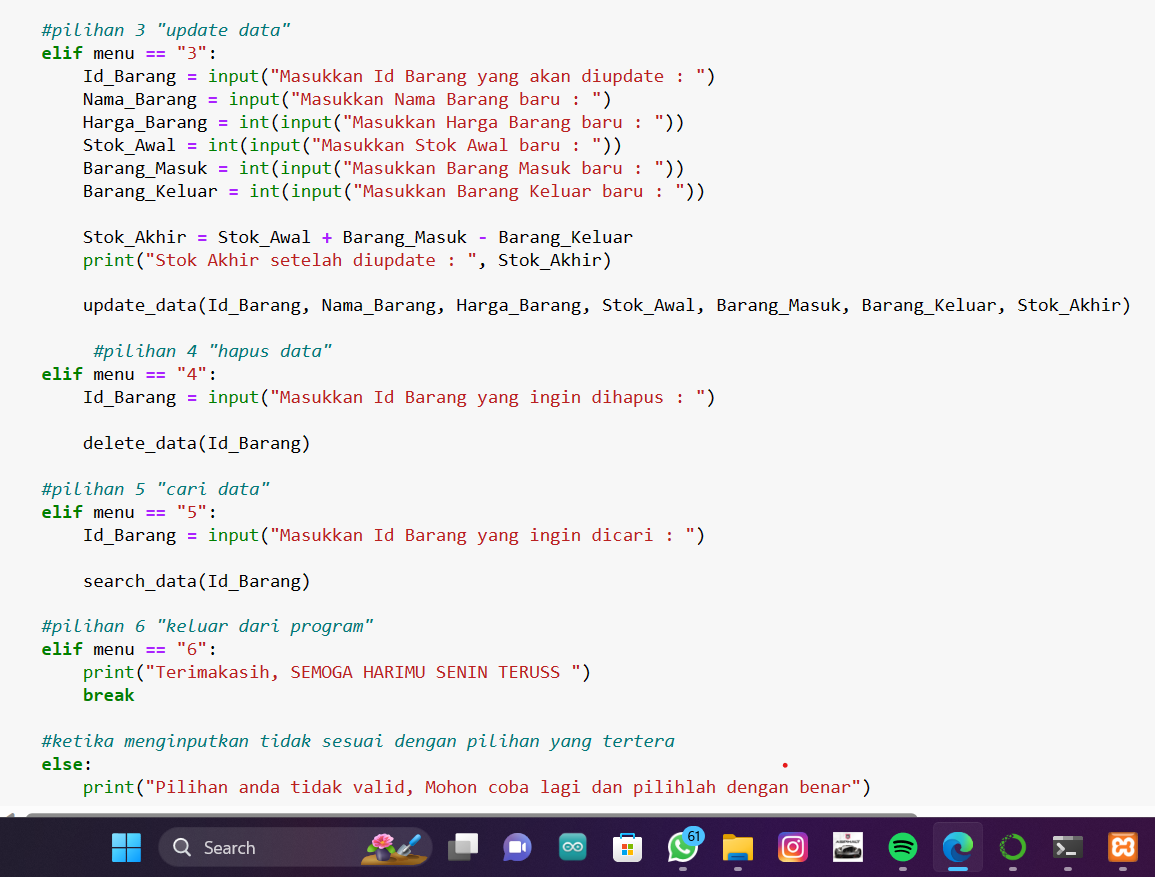 #pilihan 3 "update data"
elif menu == "3":
    Id_Barang = input("Masukkan Id Barang yang akan diupdate : ")
    Nama_Barang = input("Masukkan Nama Barang baru : ")
    Harga_Barang = int(input("Masukkan Harga Barang baru : "))
    Stok_Awal = int(input("Masukkan Stok Awal baru : "))
    Barang_Masuk = int(input("Masukkan Barang Masuk baru : "))
    Barang_Keluar = int(input("Masukkan Barang Keluar baru : "))
    Stok_Akhir = Stok_Awal + Barang_Masuk - Barang_Keluar
    print("Stok Akhir setelah diupdate : ", Stok_Akhir)
    update_data(Id_Barang, Nama_Barang, Harga_Barang, Stok_Awal, Barang_Masuk, Barang_Keluar, Stok_Akhir)
     #pilihan 4 "hapus data"
elif menu == "4":
    Id_Barang = input("Masukkan Id Barang yang ingin dihapus : ")
    delete_data(Id_Barang)
#pilihan 5 "cari data"
elif menu == "5":
    Id_Barang = input("Masukkan Id Barang yang ingin dicari : ")
    search_data(Id_Barang)
#pilihan 6 "keluar dari program"
elif menu == "6":
    print("Terimakasih, SEMOGA HARIMU SENIN TERUSS ")
    break
#ketika menginputkan tidak sesuai dengan pilihan yang tertera
else:
    print("Pilihan anda tidak valid, Mohon coba lagi dan pilihlah dengan benar")
Search
61